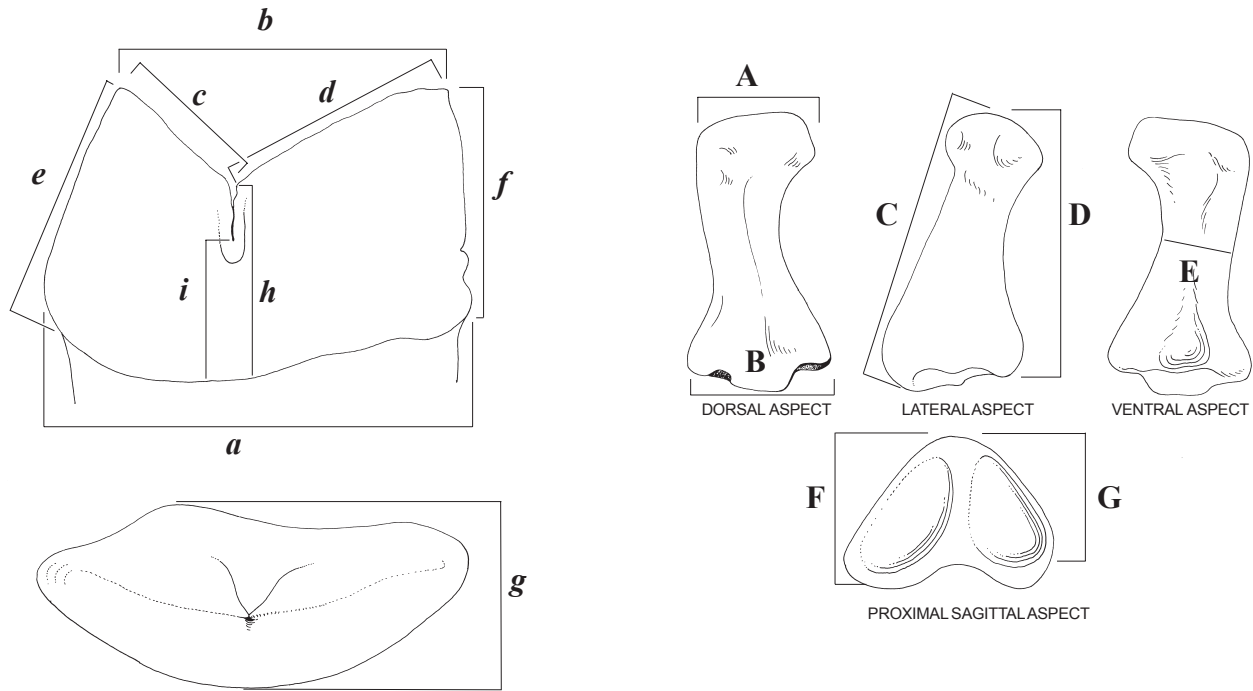 b
c
d
e
f
i
h
a
g
A
B
DORSAL ASPECT
C
D
LATERAL ASPECT
E
VENTRAL ASPECT
F
G
PROXIMAL SAGITTAL ASPECT